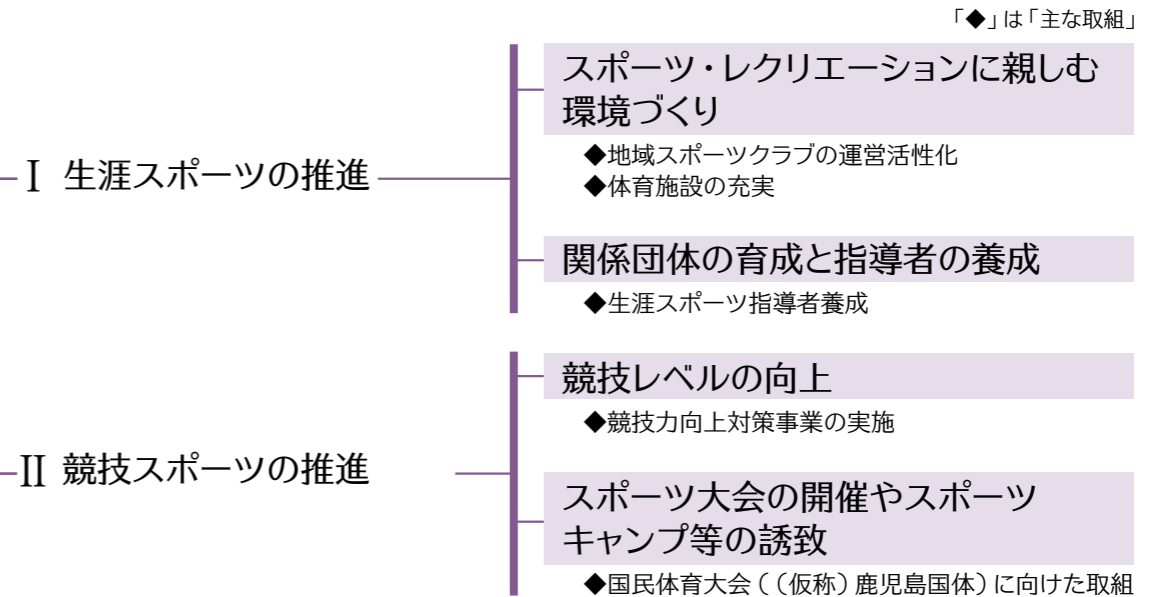 「◆」は「主な取組」
スポーツ・レクリエーションに親しむ
環境づくり
◆地域スポーツクラブの運営活性化
◆体育施設の充実
Ⅰ 生涯スポーツの推進
関係団体の育成と指導者の養成
◆生涯スポーツ指導者養成
競技レベルの向上
◆競技力向上対策事業の実施
Ⅱ 競技スポーツの推進
スポーツ大会の開催やスポーツ
キャンプ等の誘致
◆国民体育大会（（仮称）鹿児島国体）に向けた取組